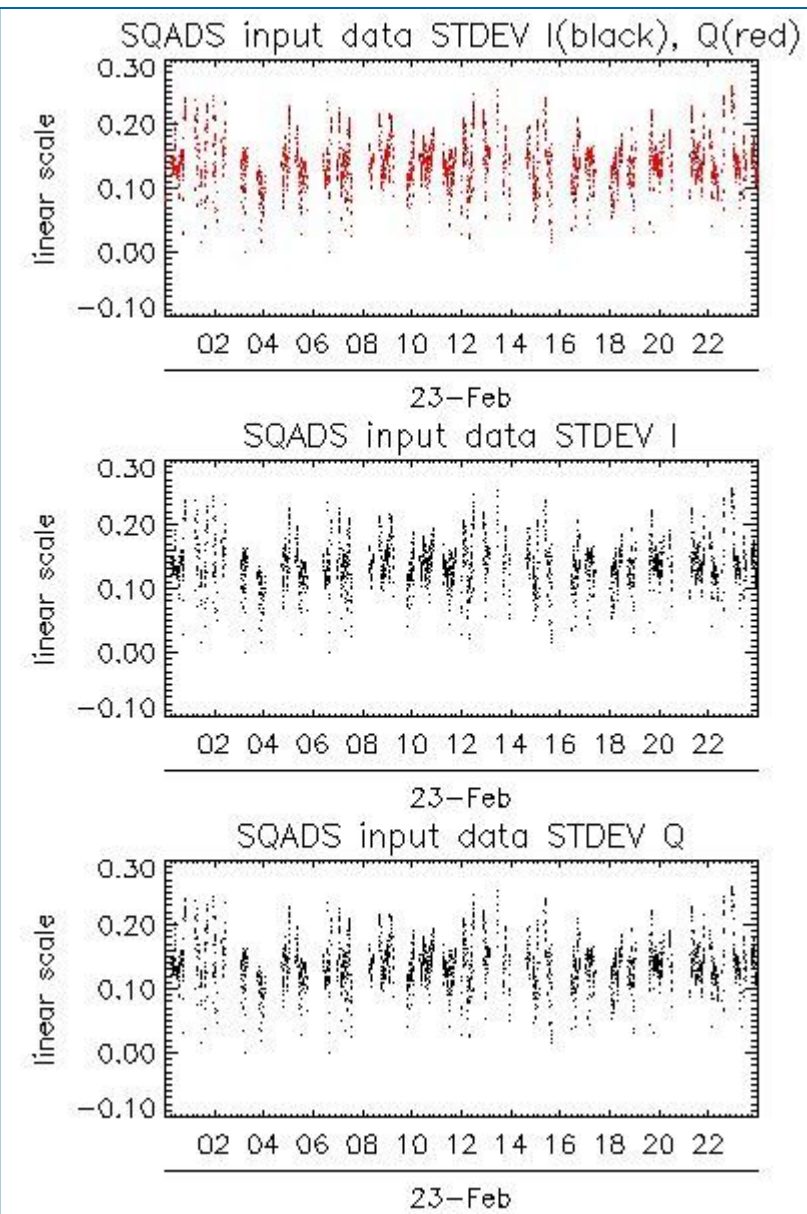 SQADS input data STDEV I(black), Q(red)
0.30
0.20
0.10
0.00
-0.10
linear scale
02 04 06 08 10 12 14 16 18 20 22
23-Feb
SQADS input data STDEV I
0.30
0.20
0.10
0.00
-0.10
linear scale
02 04 06 08 10 12 14 16 18 20 22
23-Feb
SQADS input data STDEV Q
0.30
0.20
0.10
0.00
-0.10
linear scale
02 04 06 08 10 12 14 16 18 20 22
23-Feb